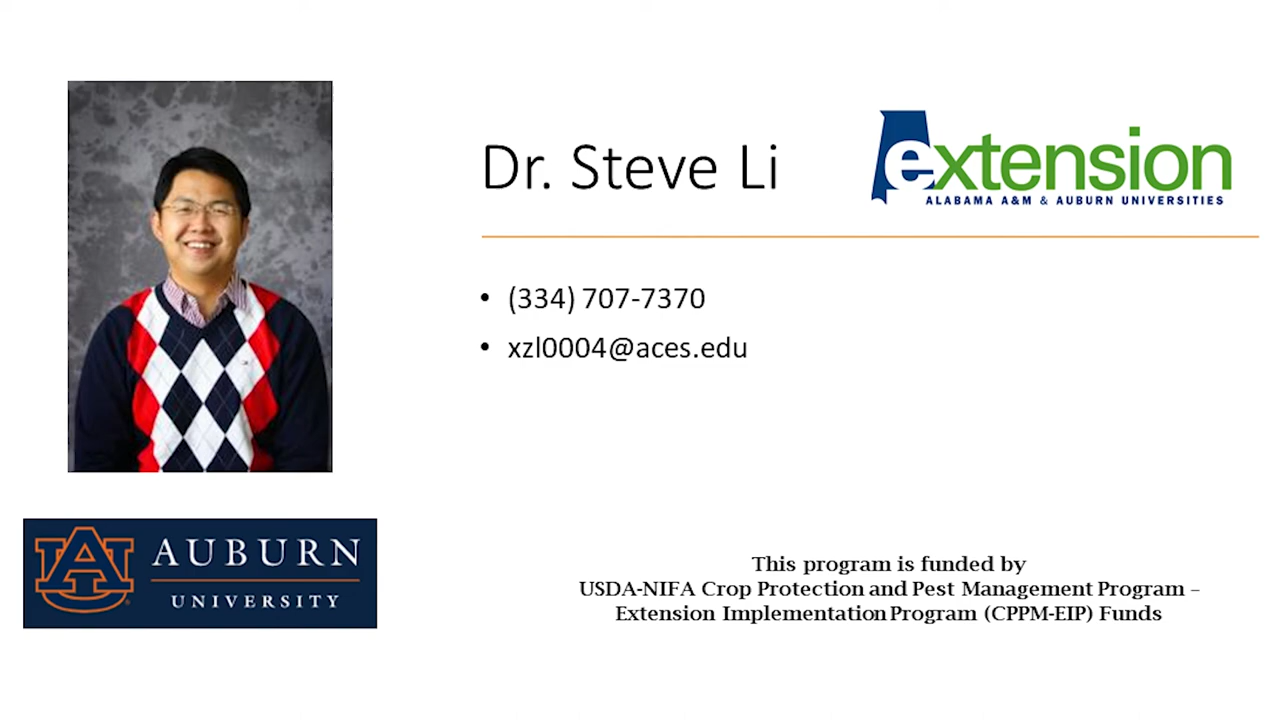 Dr. Steve Li
extension
ALABAMA A&M & AUBURN UNIVERSITIES
• (334) 707-7370
• xzl0004@aces.edu
AU AUBURN
UNIVERSITY
This program is funded by
USDA-NIFA Crop Protection and Pest Management Program –
Extension Implementation Program (CPPM-EIP) Funds